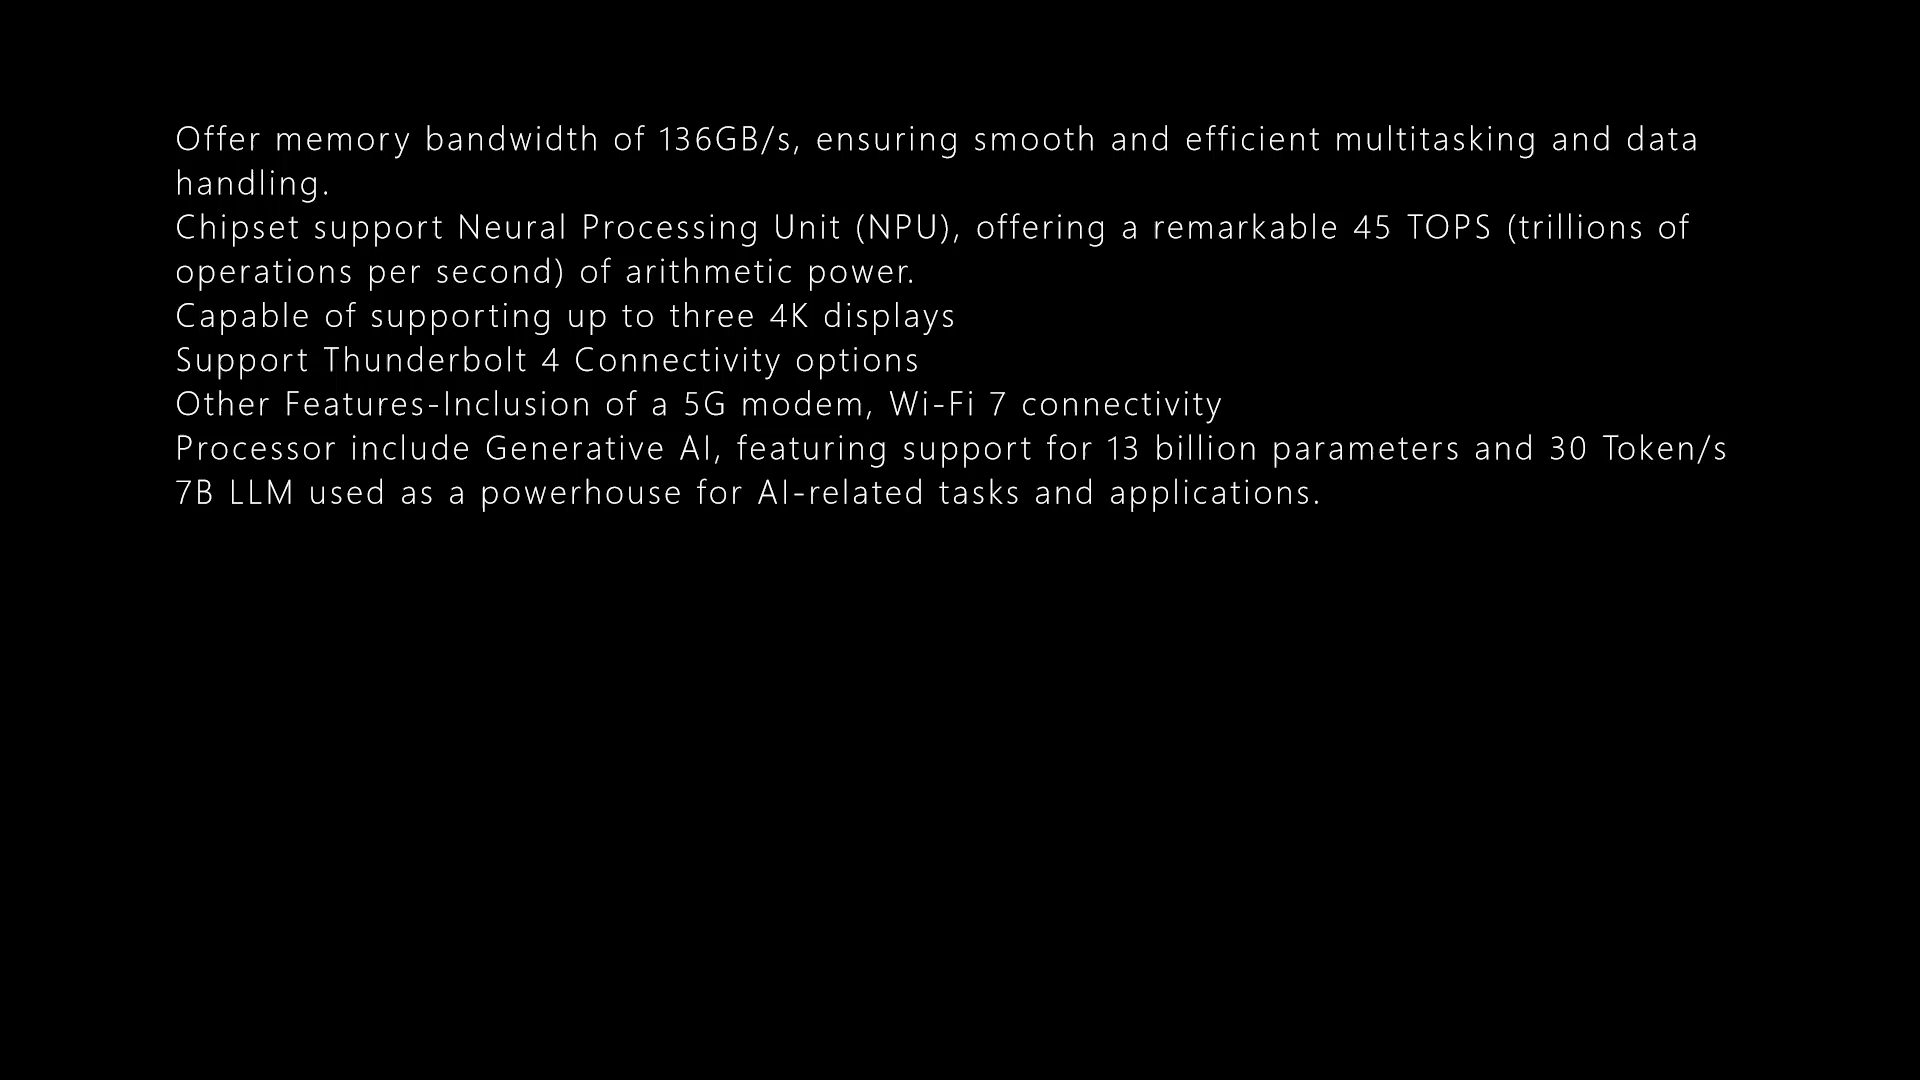 Offer memory bandwidth of 136GB/s, ensuring smooth and efficient multitasking and data
handling.
Chipset support Neural Processing Unit (NPU), offering a remarkable 45 TOPS (trillions of
operations per second) of arithmetic power.
Capable of supporting up to three 4K displays
Support Thunderbolt 4 Connectivity options
Other Features-Inclusion of a 5G modem, Wi-Fi 7 connectivity
Processor include Generative AI, featuring support for 13 billion parameters and 30 Token/s
7B LLM used as a powerhouse for AI-related tasks and applications.